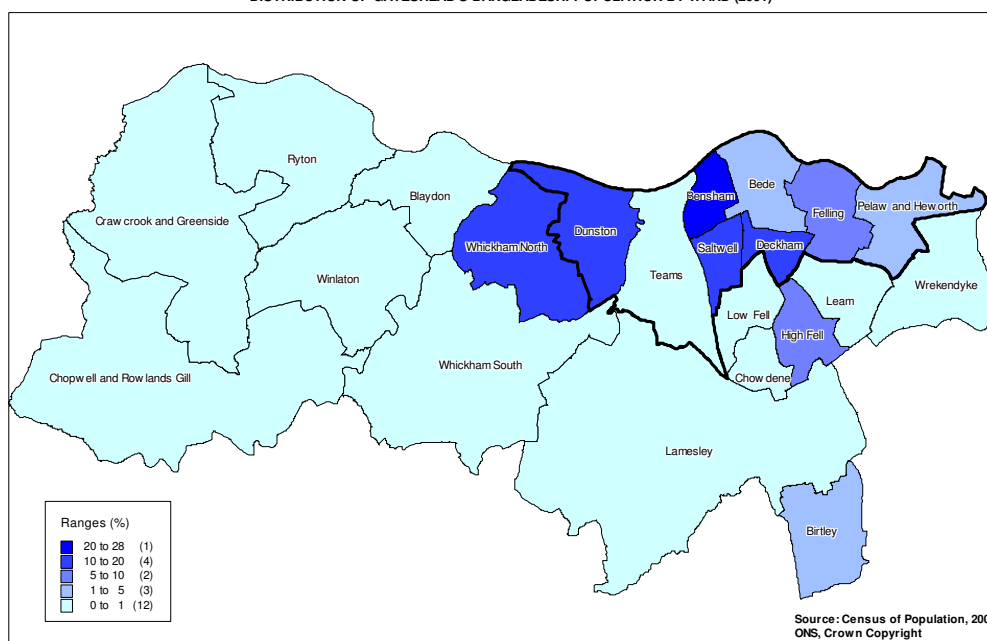 Ryton
Blaydon
Bensham
Bede
Felling
Pelaw and Heworth
Crawcrook and Greenside
Whickham North
Dunston
Saltwell
Deckham
Winlaton
Teams
Wrekendyke
Leam
Low Fell
High Fell
Whickham South
Chopwell and Rowlands Gill
Chowdene
Lamesley
Birtley
Ranges (%)
20 to 28 (1)
10 to 20 (4)
5 to 10 (2)
1 to 5 (3)
0 to 1 (12)
Source: Census of Population, 200
ONS, Crown Copyright